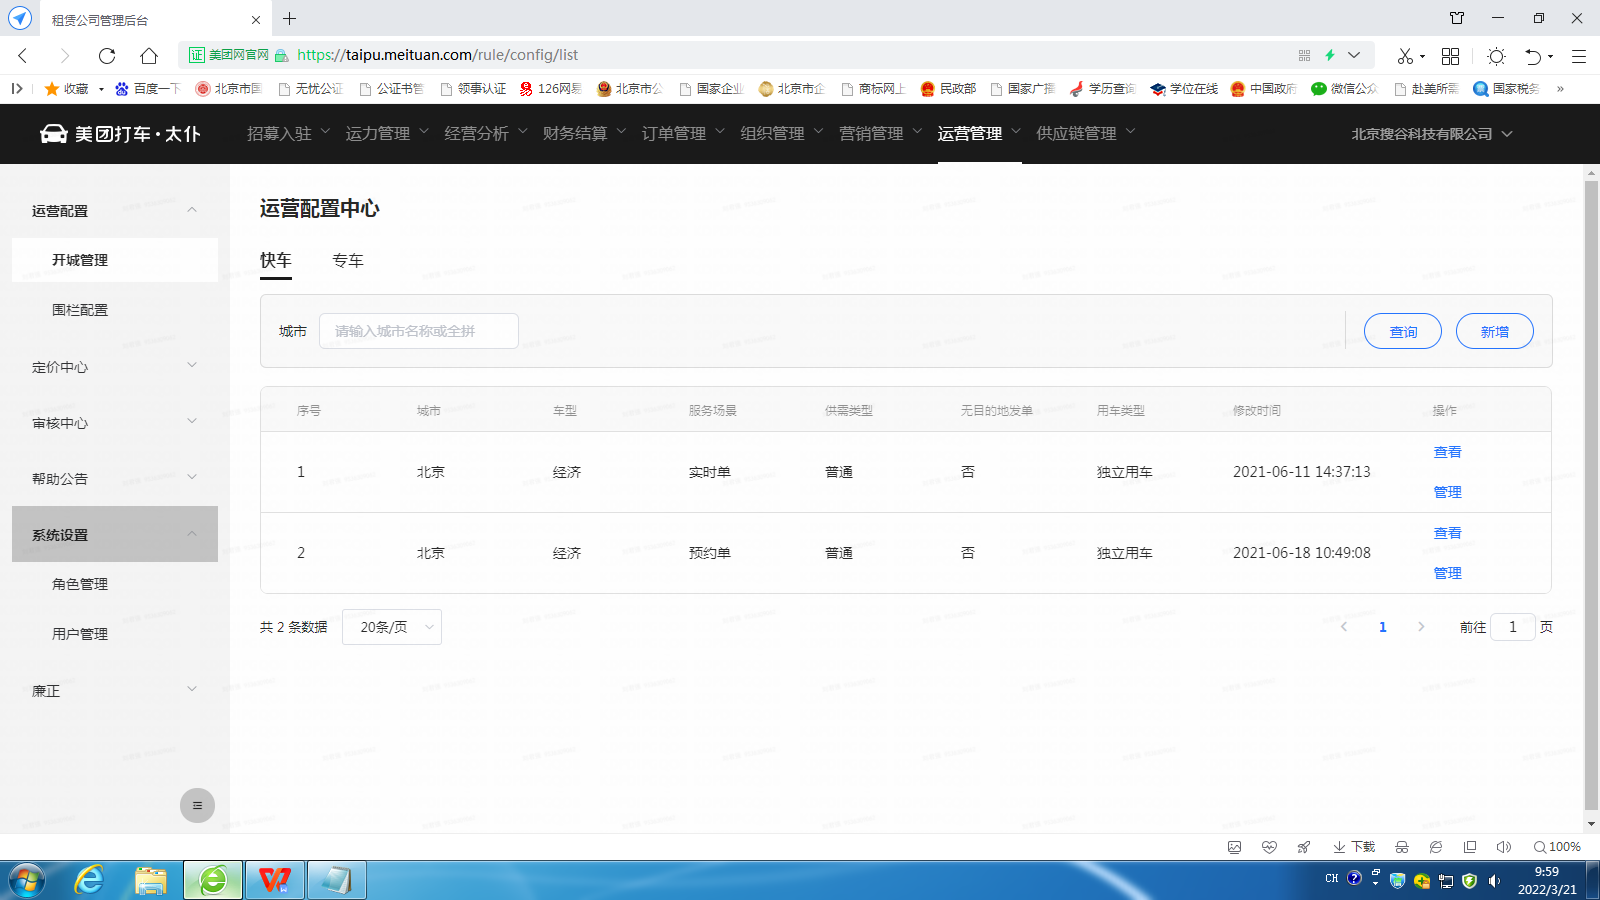 租赁公司管理后台
证 美团网官网 https://taipu.meituan.com/rule/config/list
收藏 百度一下 北京市国 无忧公证 公证书管 领事认证 126网易 北京市公 国家企业 北京市企 商标网上 民政部 国家广播 学历查询 学位在线 中国政府 微信公众 赴美所需 国家税务 »
美团打车·太仆 招募入驻 运力管理 经营分析 财务结算 订单管理 组织管理 营销管理 运营管理 供应链管理 北京搜谷科技有限公司
运营配置
开城管理
围栏配置
定价中心
审核中心
帮助公告
系统设置
角色管理
用户管理
廉正
运营配置中心
快车 专车
城市 请输入城市名称或全拼 查询 新增
序号 城市 车型 服务场景 供需类型 无目的地发单 用车类型 修改时间 操作
1 北京 经济 实时单 普通 否 独立用车 2021-06-11 14:37:13 查看
管理
2 北京 经济 预约单 普通 否 独立用车 2021-06-18 10:49:08 查看
管理
共 2 条数据 20条/页 1 前往 1 页
下载 100%
CH 9:59
2022/3/21